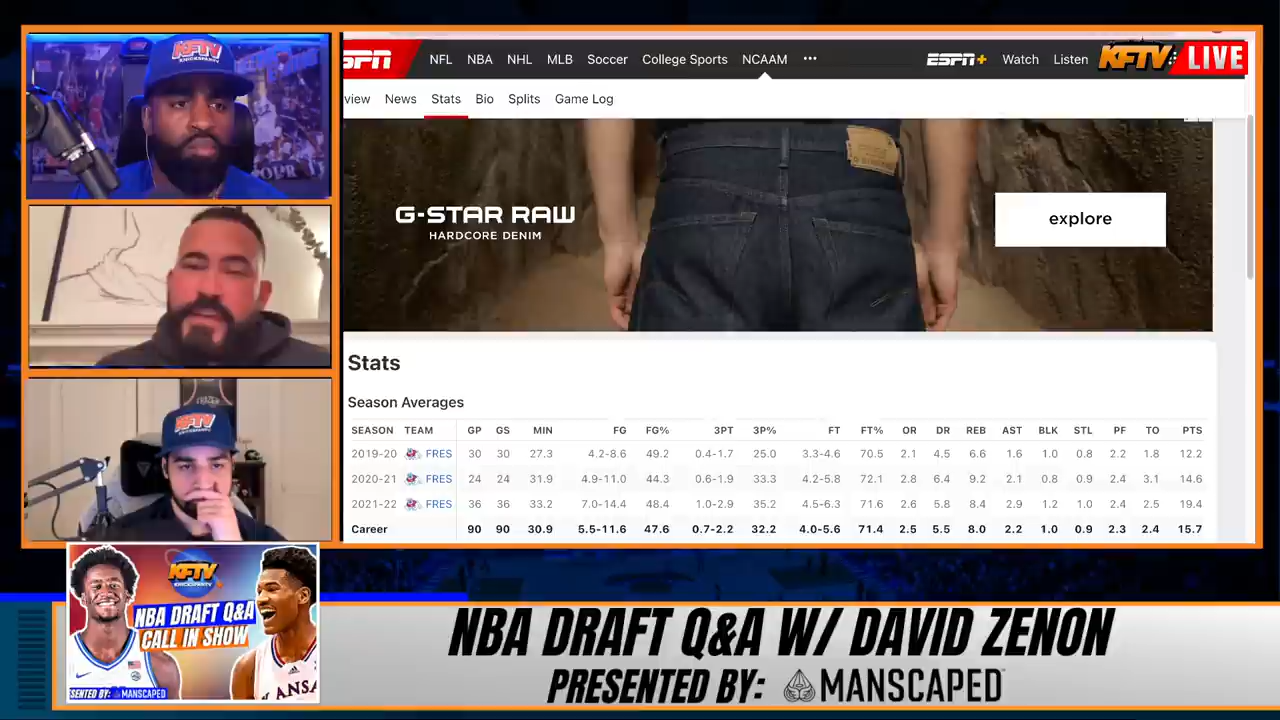 KFTV
KFTV
KICKSPARTY
FRAZIER
ESPN NFL NBA NHL MLB Soccer College Sports NCAAM ... ESPN+ Watch Listen KFTV LIVE
view News Stats Bio Splits Game Log
G-STAR RAW
HARDCORE DENIM
explore
Stats
Season Averages
SEASON TEAM GP GS MIN FG FG% 3PT 3P% FT FT% OR DR REB AST BLK STL PF TO PTS
2019-20 FRES 30 30 27.3 4.2-8.6 49.2 0.4-1.7 25.0 3.3-4.6 70.5 2.1 4.5 6.6 1.6 1.0 0.8 2.2 1.8 12.2
2020-21 FRES 24 24 31.9 4.9-11.0 44.3 0.6-1.9 33.3 4.2-5.8 72.1 2.8 6.4 9.2 2.1 0.8 0.9 2.4 3.1 14.6
2021-22 FRES 36 36 33.2 7.0-14.4 48.4 1.0-2.9 35.2 4.5-6.3 71.6 2.6 5.8 8.4 2.9 1.2 1.0 2.4 2.5 19.4
Career 90 90 30.9 5.5-11.6 47.6 0.7-2.2 32.2 4.0-5.6 71.4 2.5 5.5 8.0 2.2 1.0 0.9 2.3 2.4 15.7
KFTV
NBA DRAFT Q&A
CALL IN SHOW
KANSA
ESENTED BY: MANSCAPED
NBA DRAFT Q&A W/ DAVID ZENON
PRESENTED BY: MANSCAPED